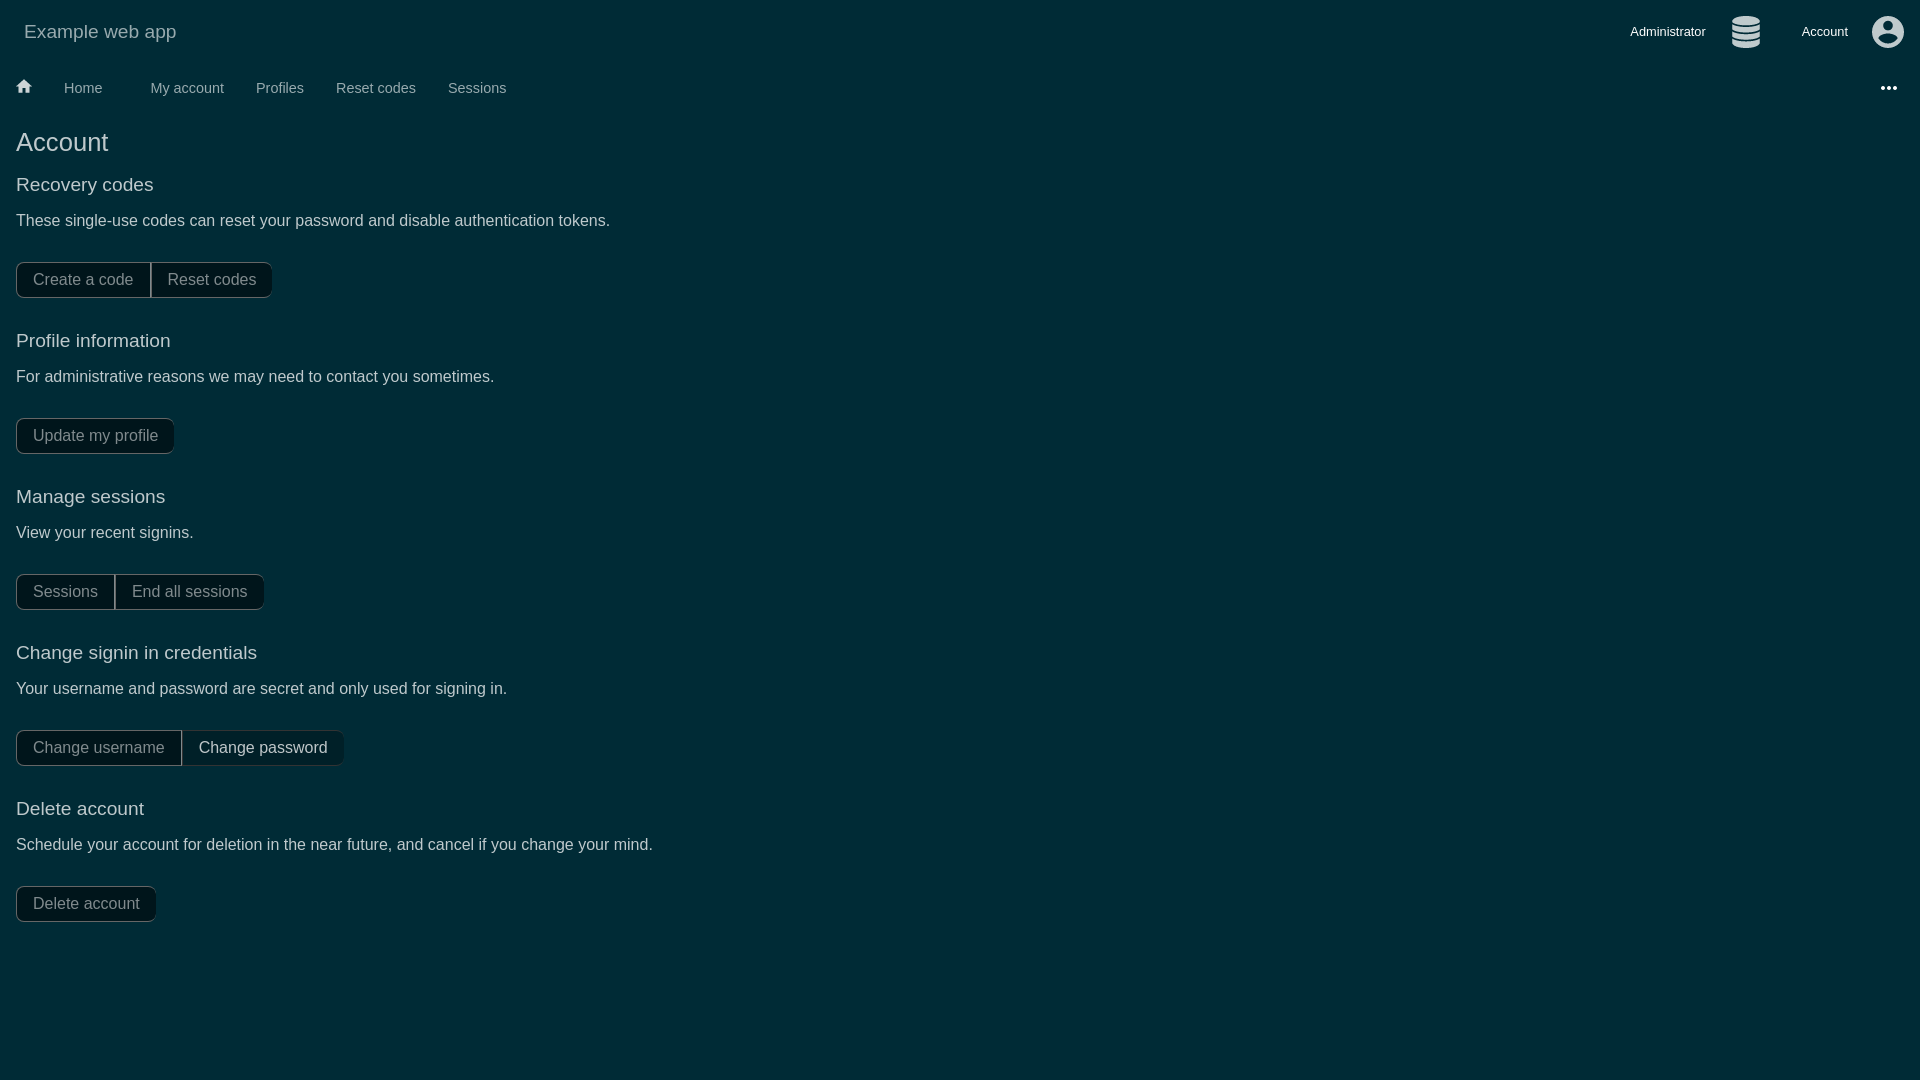 Example web app
Administrator
Account
Home
My account
Profiles
Reset codes
Sessions
Account
Recovery codes
These single-use codes can reset your password and disable authentication tokens.
Create a code
Reset codes
Profile information
For administrative reasons we may need to contact you sometimes.
Update my profile
Manage sessions
View your recent signins.
Sessions
End all sessions
Change signin in credentials
Your username and password are secret and only used for signing in.
Change username
Change password
Delete account
Schedule your account for deletion in the near future, and cancel if you change your mind.
Delete account